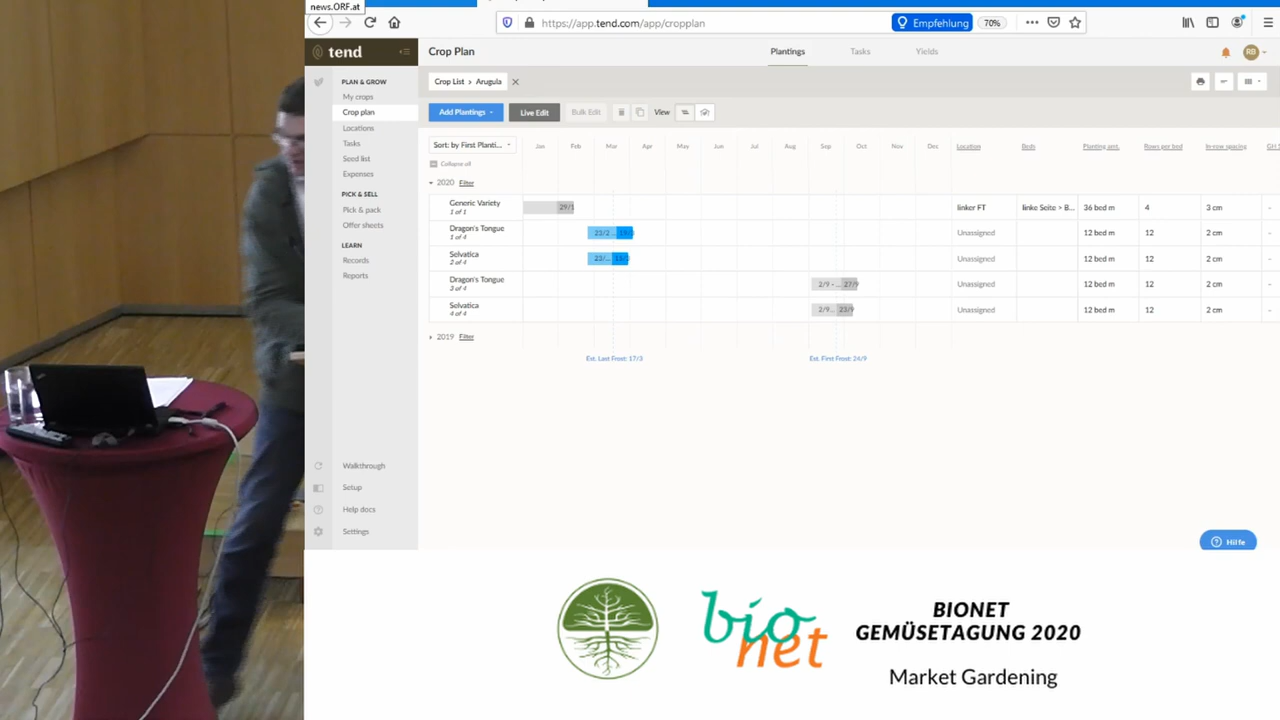 news.ORF.at
https://app.tend.com/app/cropplan
Empfehlung
70%
tend
Crop Plan
Plantings
Tasks
Yields
RB
PLAN & GROW
My crops
Crop plan
Locations
Tasks
Seed list
Expenses
PICK & SELL
Pick & pack
Offer sheets
LEARN
Records
Reports
Walkthrough
Setup
Help docs
Settings
Crop List > Arugula
Add Plantings
Live Edit
Bulk Edit
View
Sort: by First Planti...
Jan Feb Mar Apr May Jun Jul Aug Sep Oct Nov Dec
Location Beds Planting amt. Rows per bed In-row spacing
Collapse all
2020 Filter
Generic Variety 29/1 linker FT linke Seite > B... 36 bed m 4 3 cm
1 of 1
Dragon's Tongue 23/2 ... Unassigned 12 bed m 12 2 cm -
1 of 4
Selvatica 23/... Unassigned 12 bed m 12 2 cm -
2 of 4
Dragon's Tongue 2/9 - ... 27/9 Unassigned 12 bed m 12 2 cm -
3 of 4
Selvatica 2/9... 23/9 Unassigned 12 bed m 12 2 cm -
4 of 4
2019 Filter
Est. Last Frost: 17/3
Est. First Frost: 24/9
Hilfe
bionet
BIONET
GEMÜSETAGUNG 2020
Market Gardening